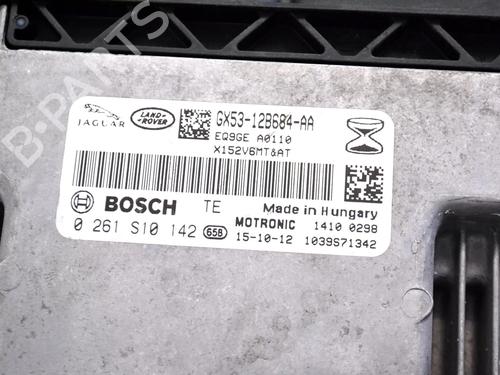 JAGUAR
LAND-
ROVER
GX53-12B684-AA
EQ9GE A0110
X152V6MT&AT
BOSCH TE
Made in Hungary
0 261 S10 142 65B
MOTRONIC 1410 0298
15-10-12 1039S71342
B-PARTS